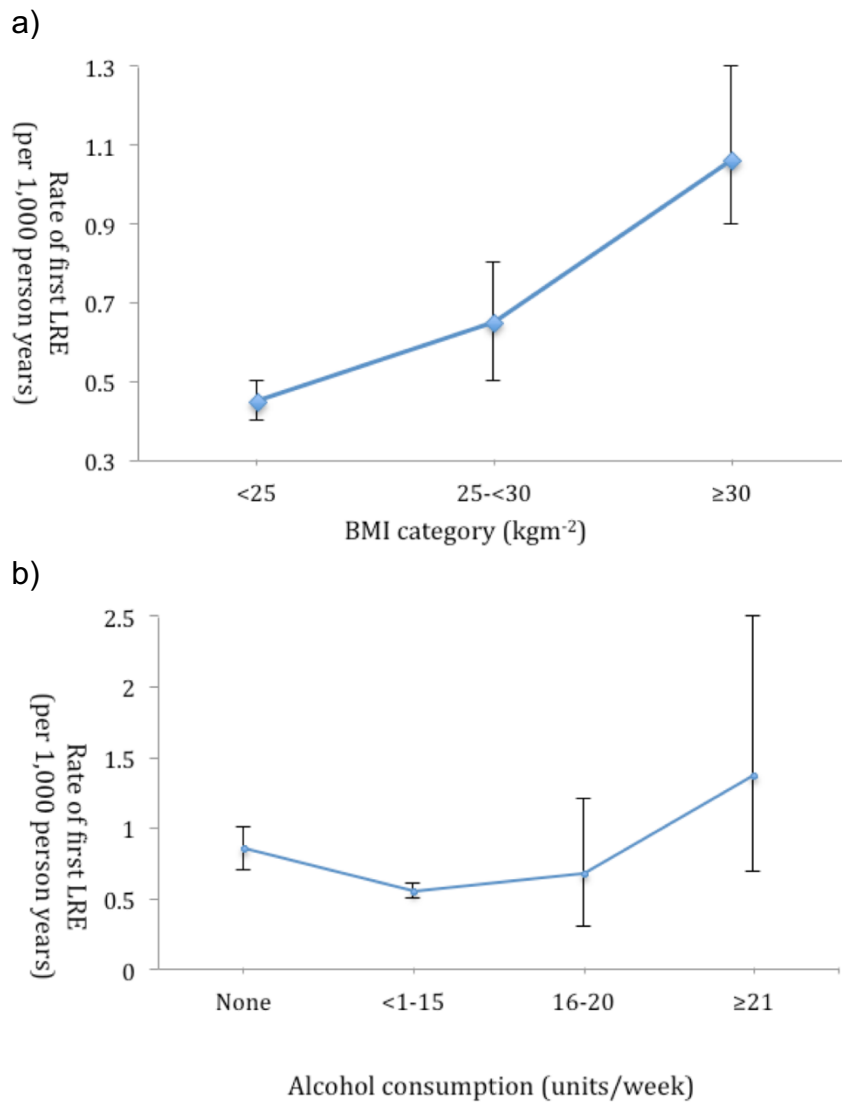 a)
Rate of first LRE
(per 1,000 person years)
1.3
1.1
0.9
0.7
0.5
0.3
<25
25-<30
≥30
BMI category (kgm⁻²)
b)
Rate of first LRE
(per 1,000 person years)
2.5
2
1.5
1
0.5
0
None
<1-15
16-20
≥21
Alcohol consumption (units/week)